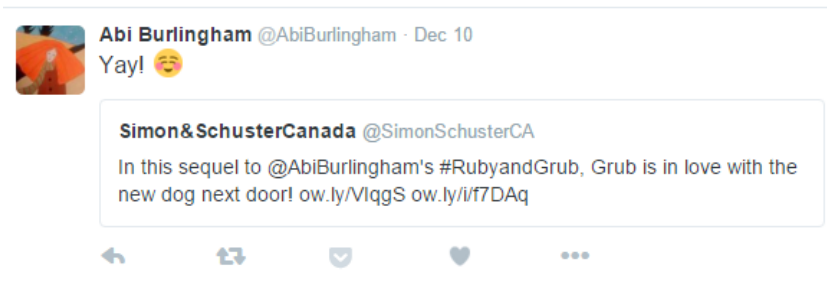 Abi Burlingham @AbiBurlingham · Dec 10
Yay! ☺️
Simon&SchusterCanada @SimonSchusterCA
In this sequel to @AbiBurlingham's #RubyandGrub, Grub is in love with the
new dog next door! ow.ly/VIqgS ow.ly/i/f7DAq